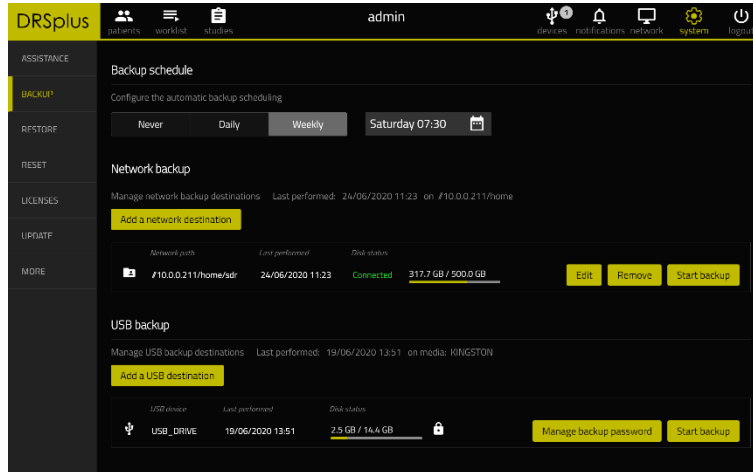 DRSplus
patients worklist studies
admin
1
devices notifications network system logout
ASSISTANCE
BACKUP
RESTORE
RESET
LICENSES
UPDATE
MORE
Backup schedule
Configure the automatic backup scheduling
Never Daily Weekly Saturday 07:30
Network backup
Manage network backup destinations Last performed: 24/06/2020 11:23 on //10.0.0.211/home
Add a network destination
Network path Last performed Disk status
//10.0.0.211/home/sdr 24/06/2020 11:23 Connected 317.7 GB / 500.0 GB Edit Remove Start backup
USB backup
Manage USB backup destinations Last performed: 19/06/2020 13:51 on media: KINGSTON
Add a USB destination
USB device Last performed Disk status
USB_DRIVE 19/06/2020 13:51 2.5 GB / 14.4 GB Manage backup password Start backup